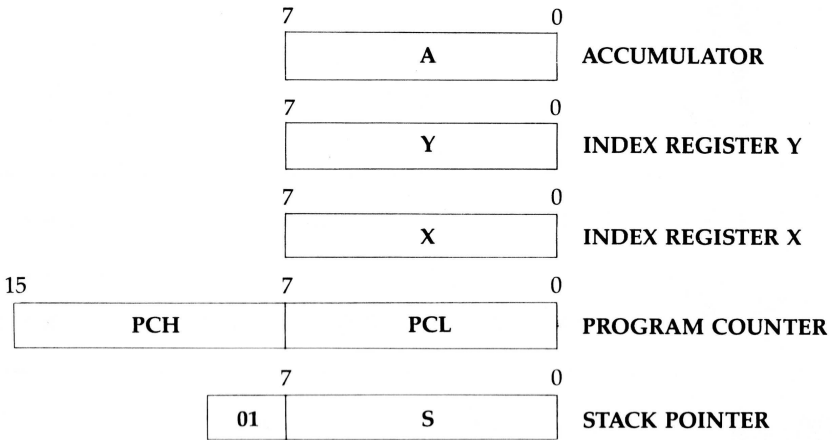 7 0
A ACCUMULATOR
7 0
Y INDEX REGISTER Y
7 0
X INDEX REGISTER X
15 7 0
PCH PCL PROGRAM COUNTER
7 0
01 S STACK POINTER